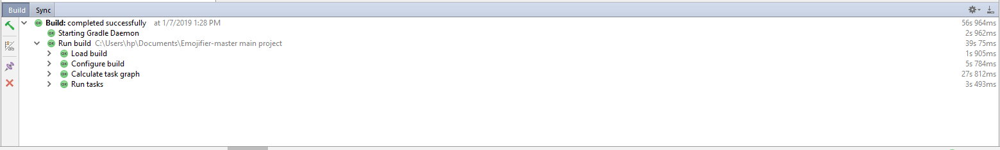 Build Sync
OK Build: completed successfully at 1/7/2019 1:28 PM 56s 964ms
OK Starting Gradle Daemon 2s 962ms
OK Run build C:\Users\hp\Documents\Emojifier-master main project 39s 75ms
OK Load build 1s 905ms
OK Configure build 5s 784ms
OK Calculate task graph 27s 812ms
OK Run tasks 3s 493ms